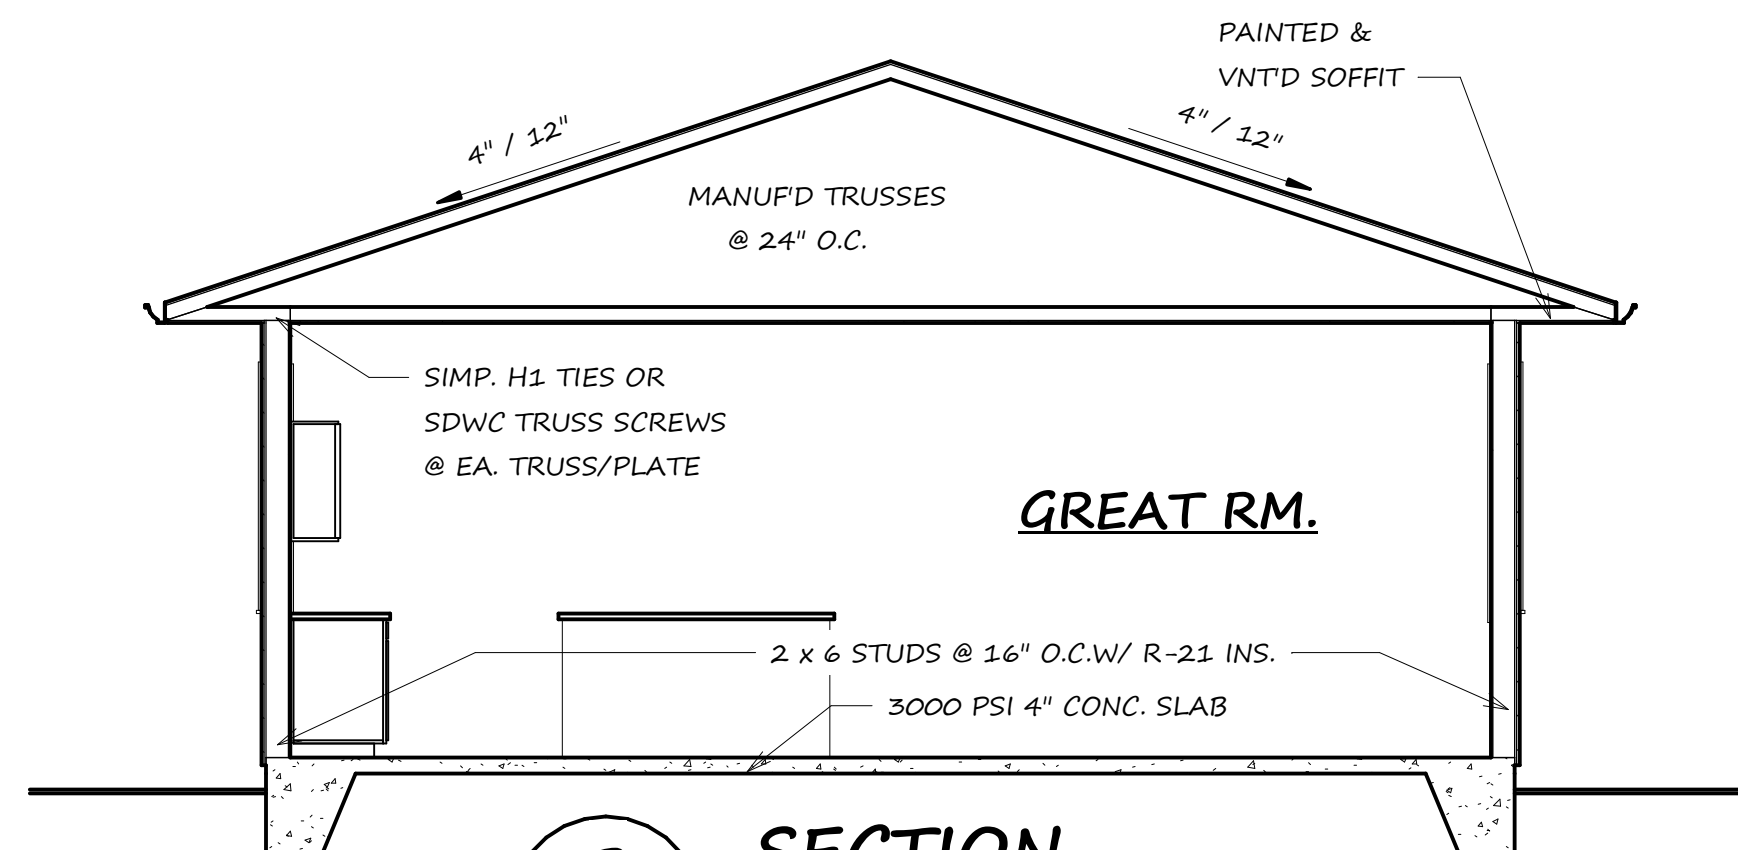 PAINTED &
VNT'D SOFFIT
4" / 12"
4" / 12"
MANUF'D TRUSSES
@ 24" O.C.
SIMP. H1 TIES OR
SDWC TRUSS SCREWS
@ EA. TRUSS/PLATE
GREAT RM.
2 x 6 STUDS @ 16" O.C.W/ R-21 INS.
3000 PSI 4" CONC. SLAB
SECTION